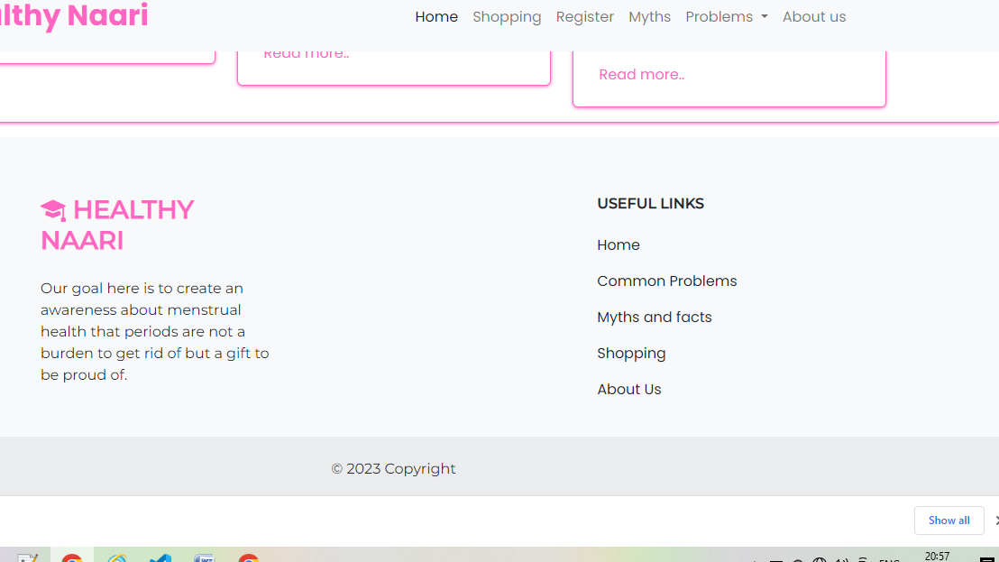 lthy Naari
Home Shopping Register Myths Problems About us
Read more..
Read more..
HEALTHY
NAARI
Our goal here is to create an
awareness about menstrual
health that periods are not a
burden to get rid of but a gift to
be proud of.
USEFUL LINKS
Home
Common Problems
Myths and facts
Shopping
About Us
© 2023 Copyright
Show all
20:57